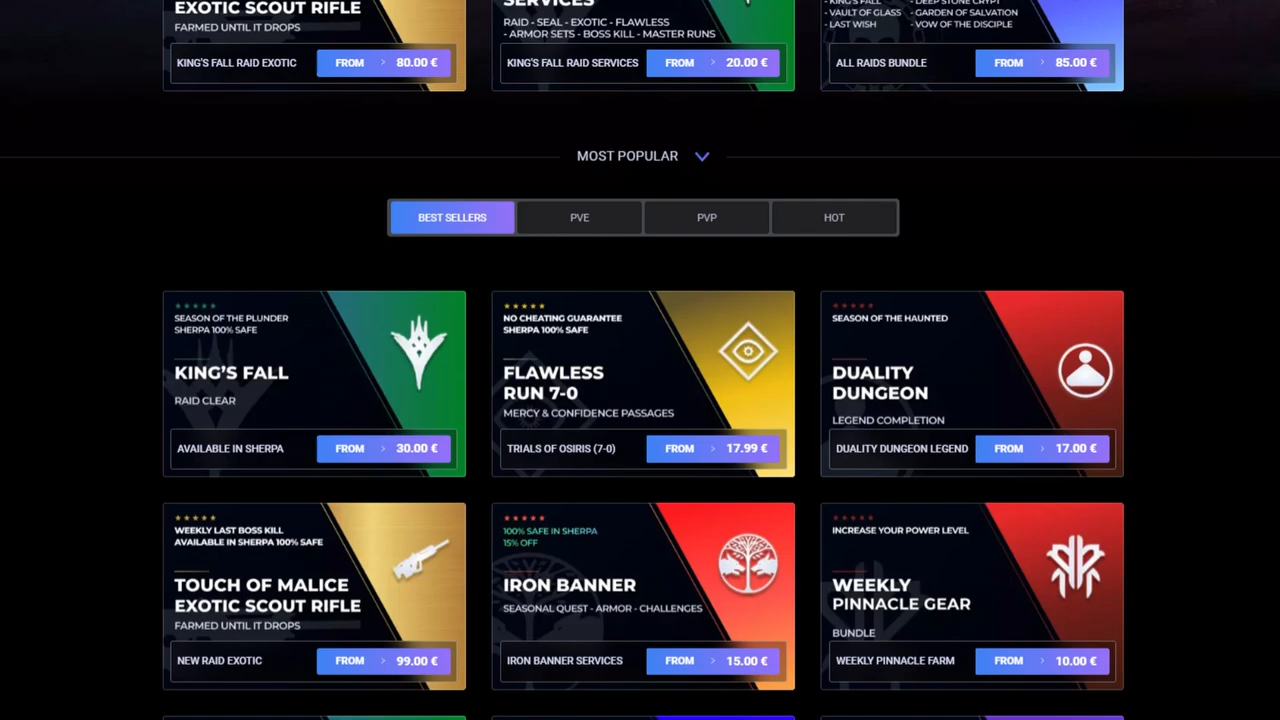 EXOTIC SCOUT RIFLE
FARMED UNTIL IT DROPS
KING'S FALL RAID EXOTIC
FROM > 80.00 €
SERVICES
RAID - SEAL - EXOTIC - FLAWLESS
- ARMOR SETS - BOSS KILL - MASTER RUNS
KING'S FALL RAID SERVICES
FROM > 20.00 €
- KING'S FALL - DEEP STONE CRYPT
- VAULT OF GLASS - GARDEN OF SALVATION
- LAST WISH - VOW OF THE DISCIPLE
ALL RAIDS BUNDLE
FROM > 85.00 €
MOST POPULAR
BEST SELLERS
PVE
PVP
HOT
SEASON OF THE PLUNDER
SHERPA 100% SAFE
KING'S FALL
RAID CLEAR
AVAILABLE IN SHERPA
FROM > 30.00 €
NO CHEATING GUARANTEE
SHERPA 100% SAFE
FLAWLESS
RUN 7-0
MERCY & CONFIDENCE PASSAGES
TRIALS OF OSIRIS (7-0)
FROM > 17.99 €
SEASON OF THE HAUNTED
DUALITY
DUNGEON
LEGEND COMPLETION
DUALITY DUNGEON LEGEND
FROM > 17.00 €
WEEKLY LAST BOSS KILL
AVAILABLE IN SHERPA 100% SAFE
TOUCH OF MALICE
EXOTIC SCOUT RIFLE
FARMED UNTIL IT DROPS
NEW RAID EXOTIC
FROM > 99.00 €
100% SAFE IN SHERPA
15% OFF
IRON BANNER
SEASONAL QUEST - ARMOR - CHALLENGES
IRON BANNER SERVICES
FROM > 15.00 €
INCREASE YOUR POWER LEVEL
WEEKLY
PINNACLE GEAR
BUNDLE
WEEKLY PINNACLE FARM
FROM > 10.00 €